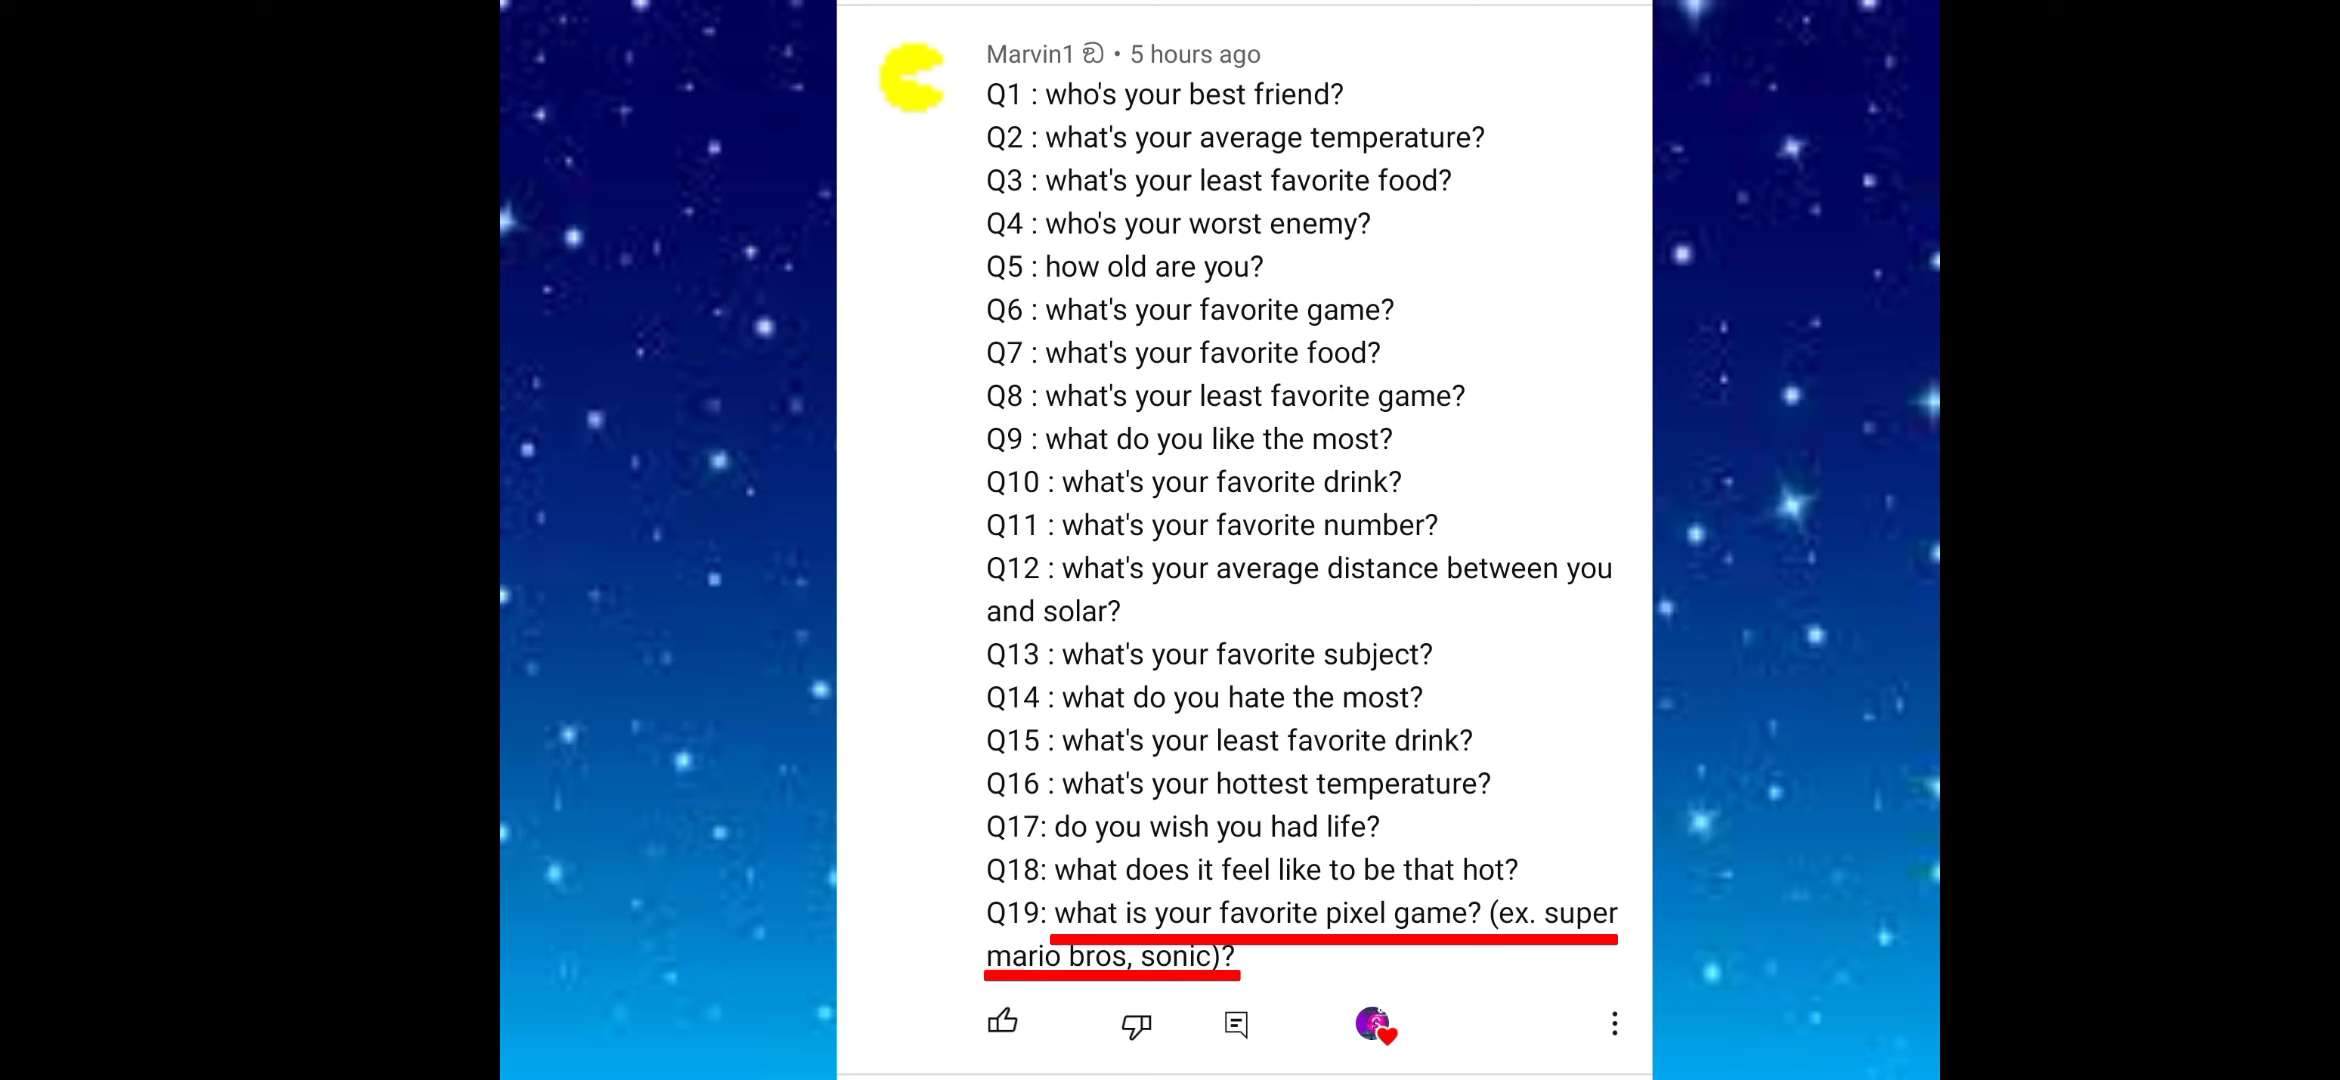 Marvin1 ඞ • 5 hours ago
Q1 : who's your best friend?
Q2 : what's your average temperature?
Q3 : what's your least favorite food?
Q4 : who's your worst enemy?
Q5 : how old are you?
Q6 : what's your favorite game?
Q7 : what's your favorite food?
Q8 : what's your least favorite game?
Q9 : what do you like the most?
Q10 : what's your favorite drink?
Q11 : what's your favorite number?
Q12 : what's your average distance between you
and solar?
Q13 : what's your favorite subject?
Q14 : what do you hate the most?
Q15 : what's your least favorite drink?
Q16 : what's your hottest temperature?
Q17: do you wish you had life?
Q18: what does it feel like to be that hot?
Q19: what is your favorite pixel game? (ex. super
mario bros, sonic)?